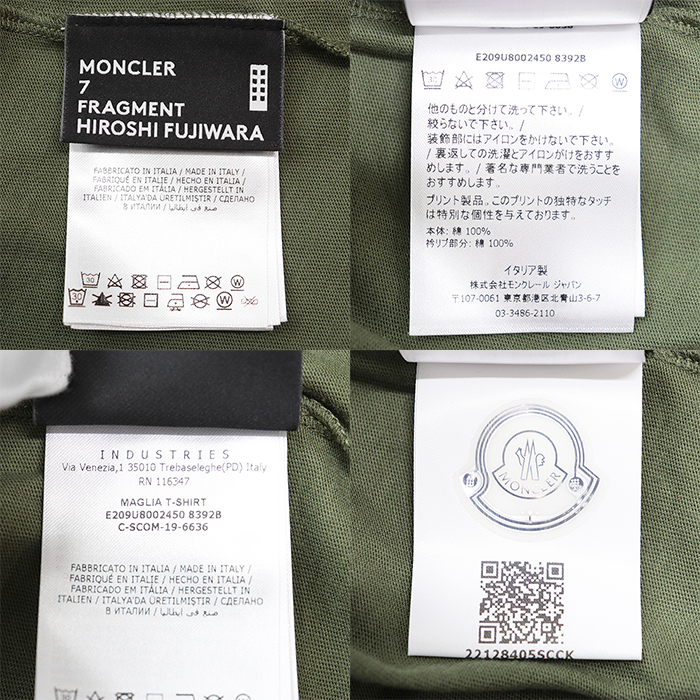 MONCLER
7
FRAGMENT
HIROSHI FUJIWARA
FABBRICATO IN ITALIA / MADE IN ITALY /
FABRIQUÉ EN ITALIE / HECHO EN ITALIA /
FABRICADO EM ITÁLIA / HERGESTELLT IN
ITALIEN / ITALYA'DA ÜRETILMIŞTIR / СДЕЛАНО
В ИТАЛИИ / صنع في ايطاليا
30
W
30
W
E209U8002450 8392B
W
他のものと分けて洗って下さい。/
絞らないで下さい。/
装飾部にはアイロンをかけないで下さい。
/ 裏返しての洗濯とアイロンがけをおすす
めします。/ 著名な専門業者で洗うことを
おすすめします。
プリント製品。このプリントの独特なタッチ
は特別な個性を与えております。
本体: 綿 100%
衿リブ部分: 綿 100%
イタリア製
株式会社モンクレール ジャパン
〒107-0061 東京都港区北青山3-6-7
03-3486-2110
INDUSTRIES
Via Venezia,1 35010 Trebaseleghe(PD) Italy
RN 116347
MAGLIA T-SHIRT
E209U8002450 8392B
C-SCOM-19-6636
FABBRICATO IN ITALIA / MADE IN ITALY /
FABRIQUÉ EN ITALIE / HECHO EN ITALIA /
FABRICADO EM ITÁLIA / HERGESTELLT IN
ITALIEN / ITALYA'DA ÜRETILMIŞTIR / СДЕЛАНО
В ИТАЛИИ / صنع في ايطاليا
MONCLER
22128405SCCK